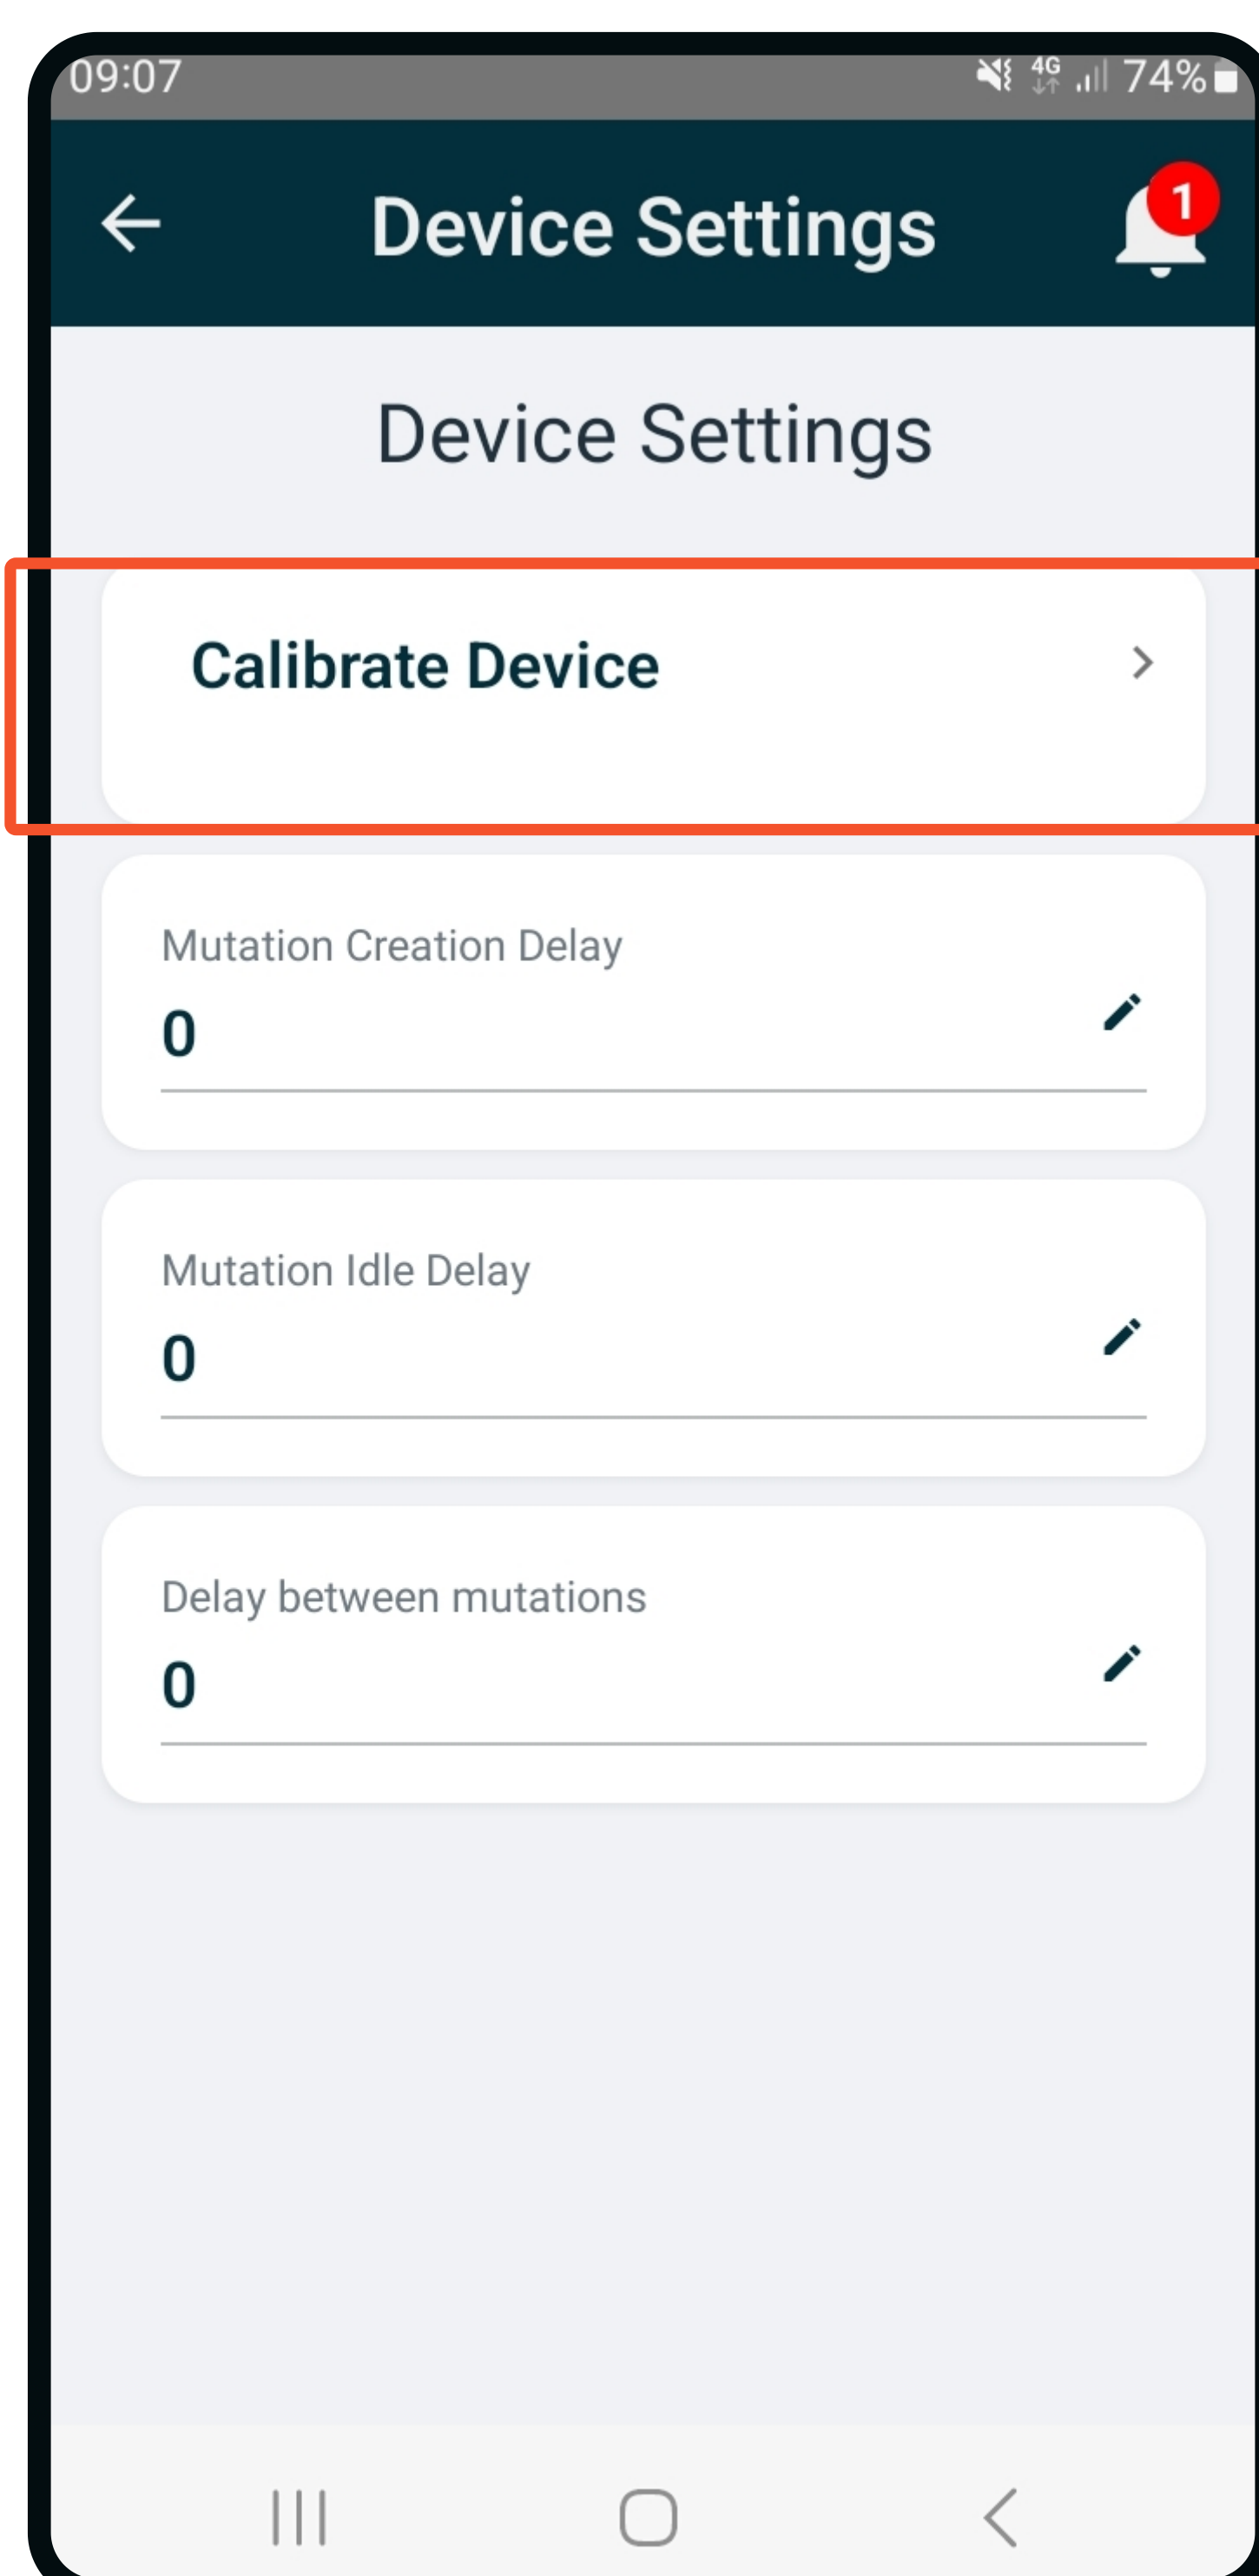 09:07 4G 74%
Device Settings
1
Device Settings
Calibrate Device
Mutation Creation Delay
0
Mutation Idle Delay
0
Delay between mutations
0